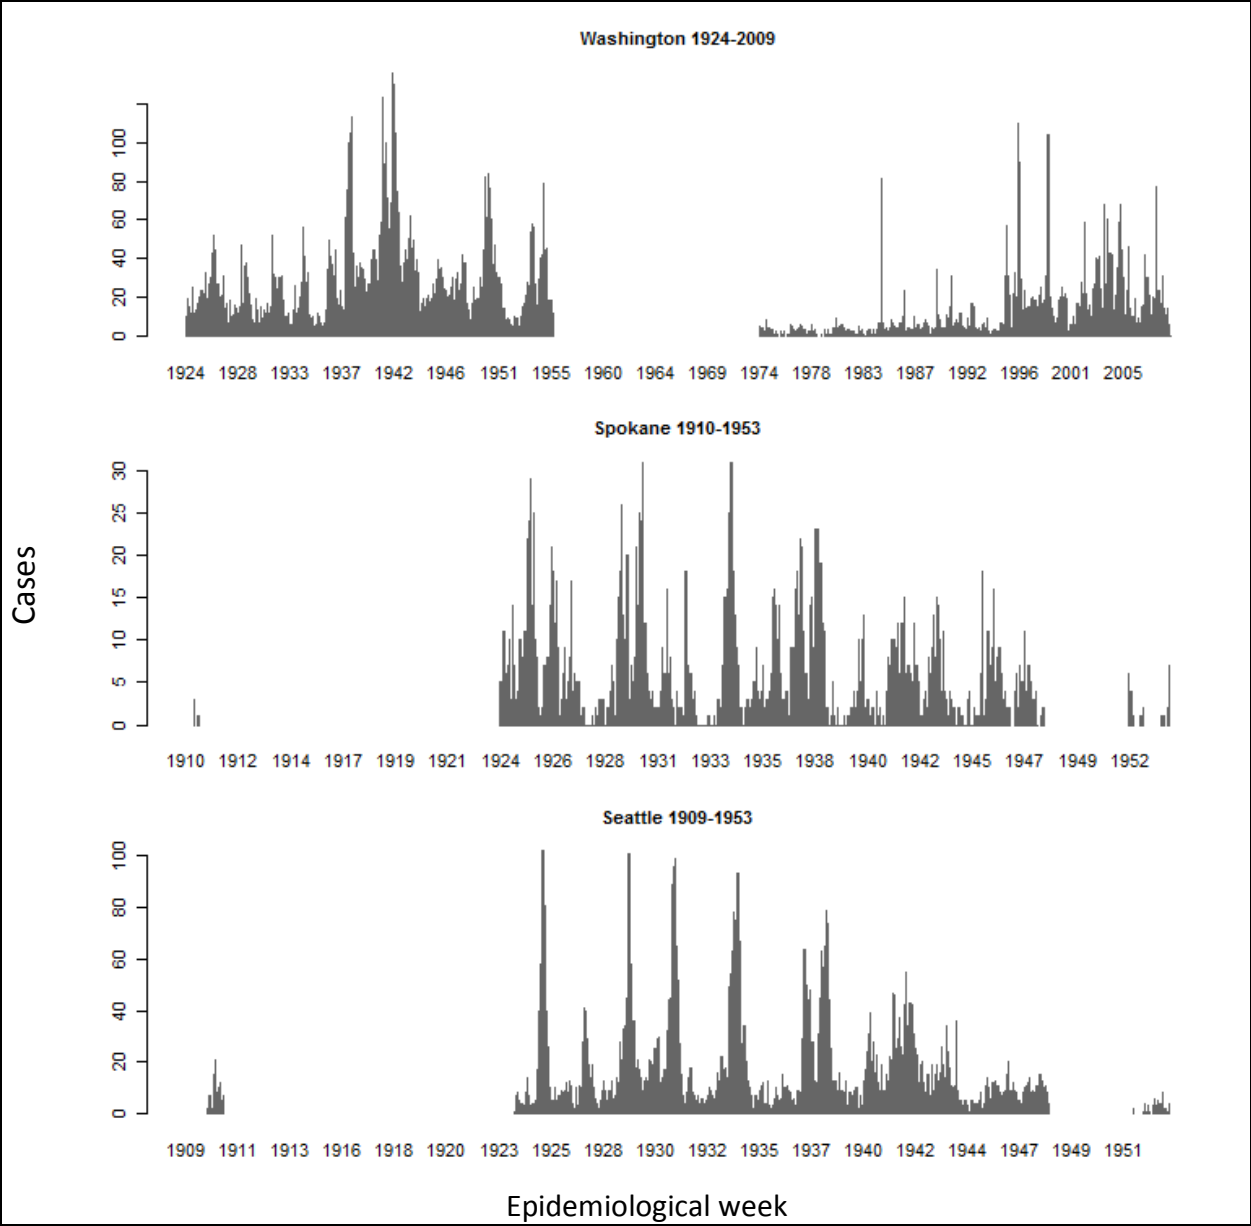 Washington 1924-2009
100
80
60
40
20
0
1924 1928 1933 1937 1942 1946 1951 1955 1960 1964 1969 1974 1978 1983 1987 1992 1996 2001 2005
Spokane 1910-1953
30
25
20
15
10
5
0
1910 1912 1914 1917 1919 1921 1924 1926 1928 1931 1933 1935 1938 1940 1942 1945 1947 1949 1952
Cases
Seattle 1909-1953
100
80
60
40
20
0
1909 1911 1913 1916 1918 1920 1923 1925 1928 1930 1932 1935 1937 1940 1942 1944 1947 1949 1951
Epidemiological week